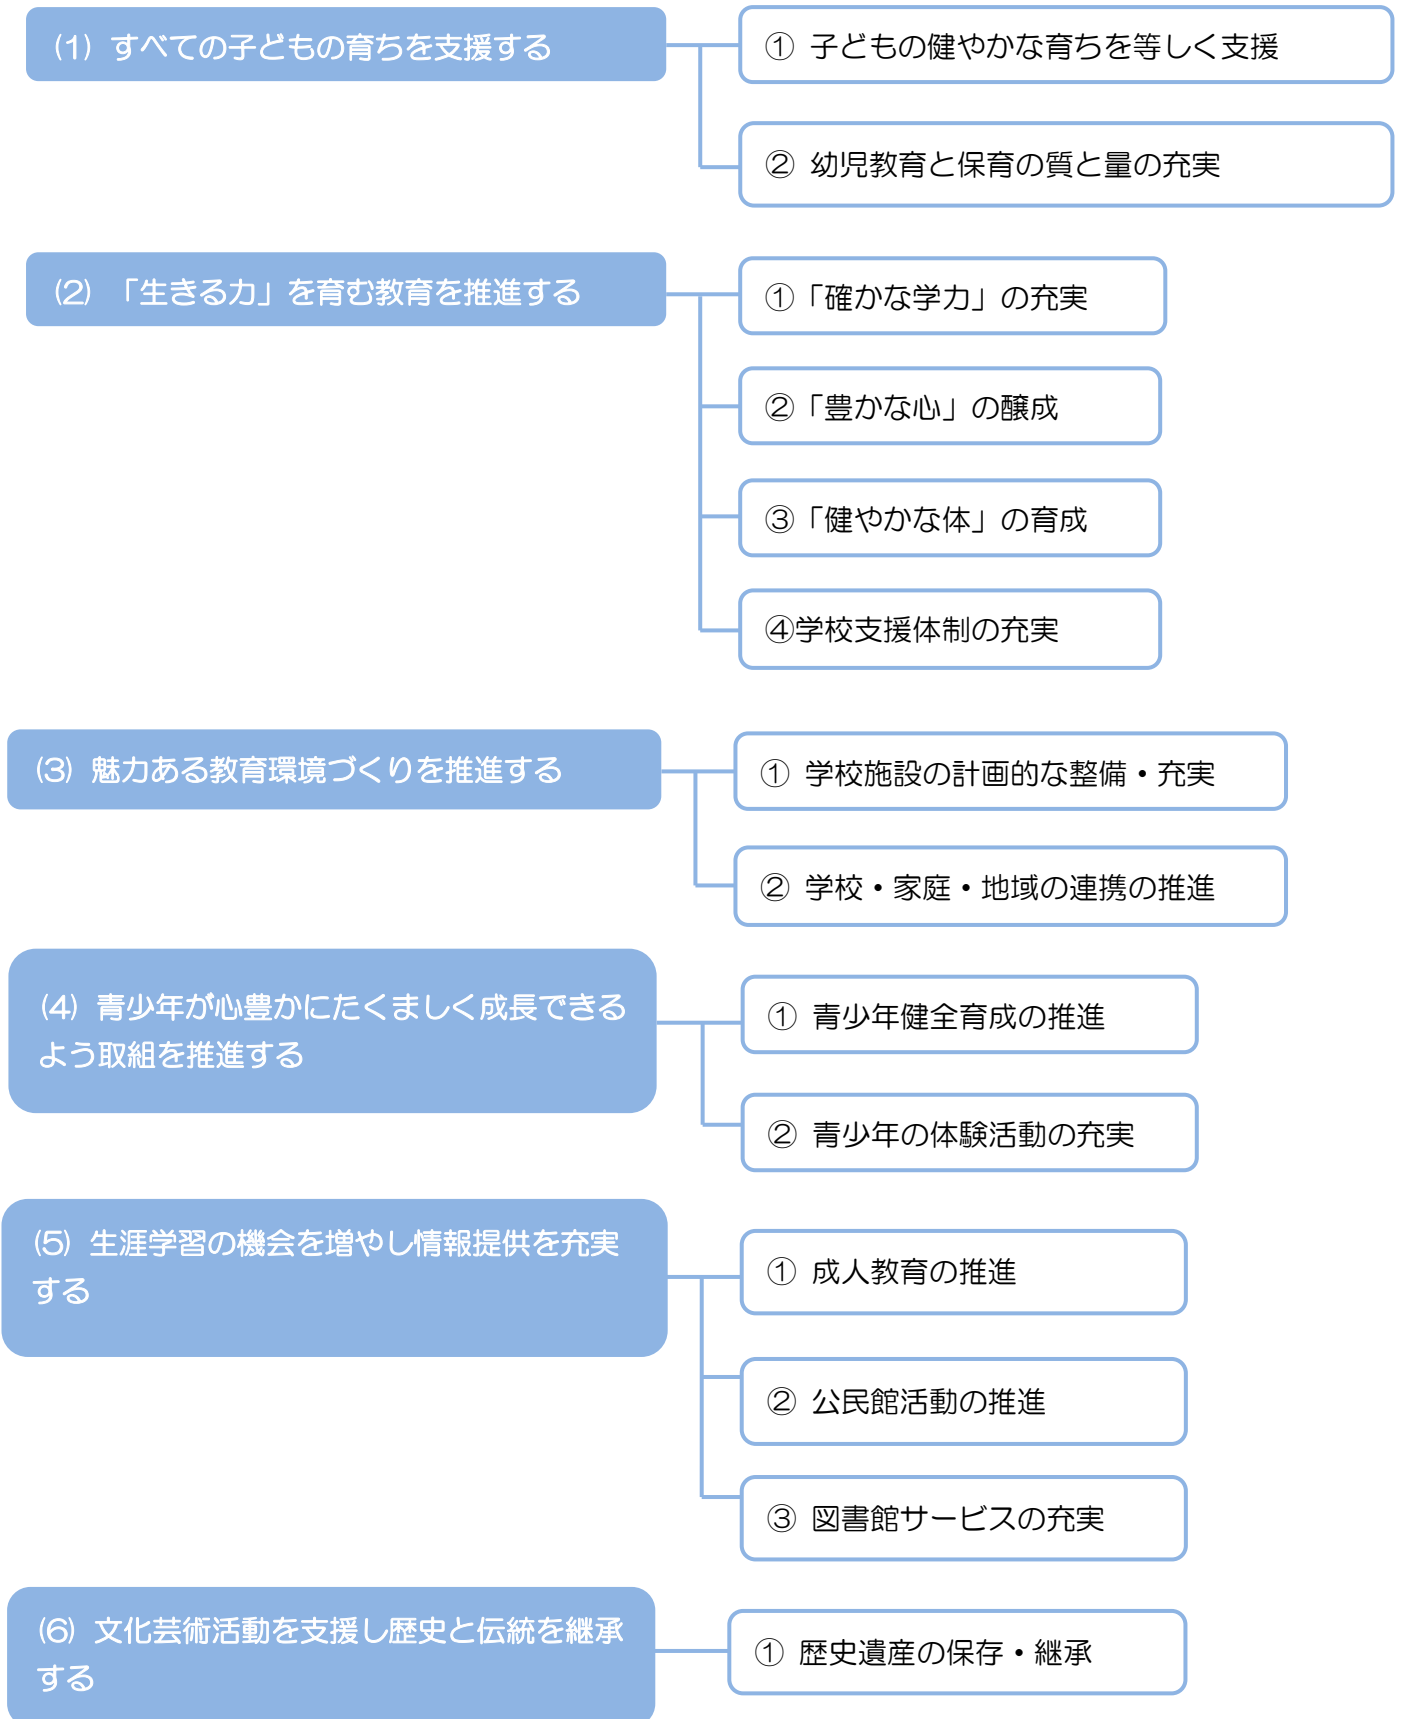 (1) すべての子どもの育ちを支援する
① 子どもの健やかな育ちを等しく支援
② 幼児教育と保育の質と量の充実
(2) 「生きる力」を育む教育を推進する
①「確かな学力」の充実
②「豊かな心」の醸成
③「健やかな体」の育成
④学校支援体制の充実
(3) 魅力ある教育環境づくりを推進する
① 学校施設の計画的な整備・充実
② 学校・家庭・地域の連携の推進
(4) 青少年が心豊かにたくましく成長できる
よう取組を推進する
① 青少年健全育成の推進
② 青少年の体験活動の充実
(5) 生涯学習の機会を増やし情報提供を充実
する
① 成人教育の推進
② 公民館活動の推進
③ 図書館サービスの充実
(6) 文化芸術活動を支援し歴史と伝統を継承
する
① 歴史遺産の保存・継承